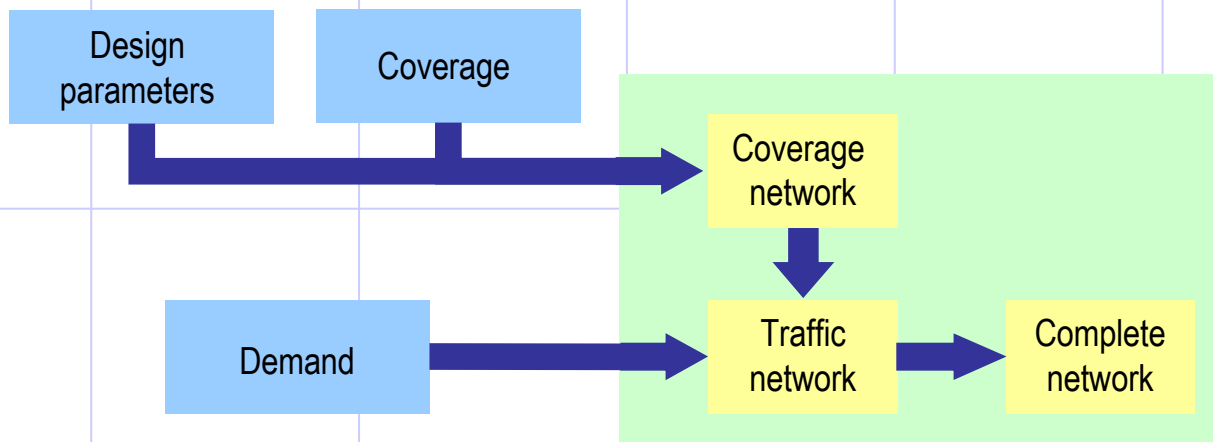 Design
parameters
Coverage
Coverage
network
Demand
Traffic
network
Complete
network